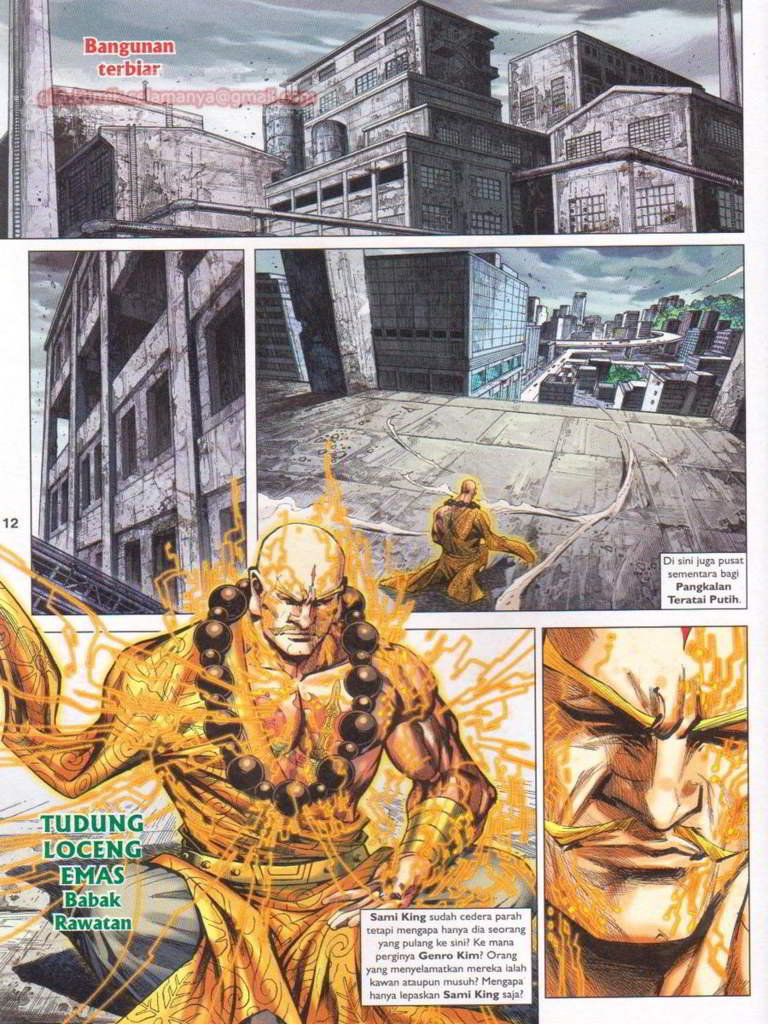 Bangunan
terbiar
12
Di sini juga pusat
sementara bagi
Pangkalan
Teratai Putih.
TUDUNG
LOCENG
EMAS
Babak
Rawatan
Sami King sudah cedera parah
tetapi mengapa hanya dia seorang
yang pulang ke sini? Ke mana
perginya Genro Kim? Orang
yang menyelamatkan mereka ialah
kawan ataupun musuh? Mengapa
hanya lepaskan Sami King saja?